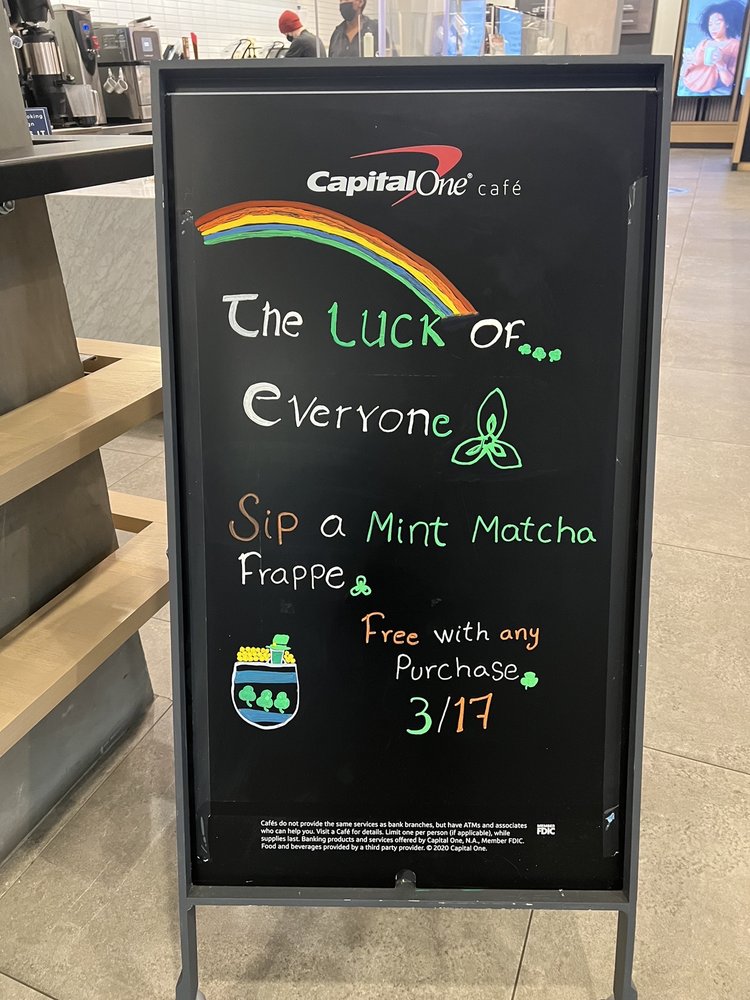 CapitalOne® café
The LUCK OF...
everyone
Sip a Mint Matcha
Frappe
Free with any
Purchase
3/17
Cafés do not provide the same services as bank branches, but have ATMs and associates
who can help you. Visit a Café for details. Limit one per person (if applicable), while
supplies last. Banking products and services offered by Capital One, N.A., Member FDIC.
Food and beverages provided by a third party provider. © 2020 Capital One.
MEMBER
FDIC